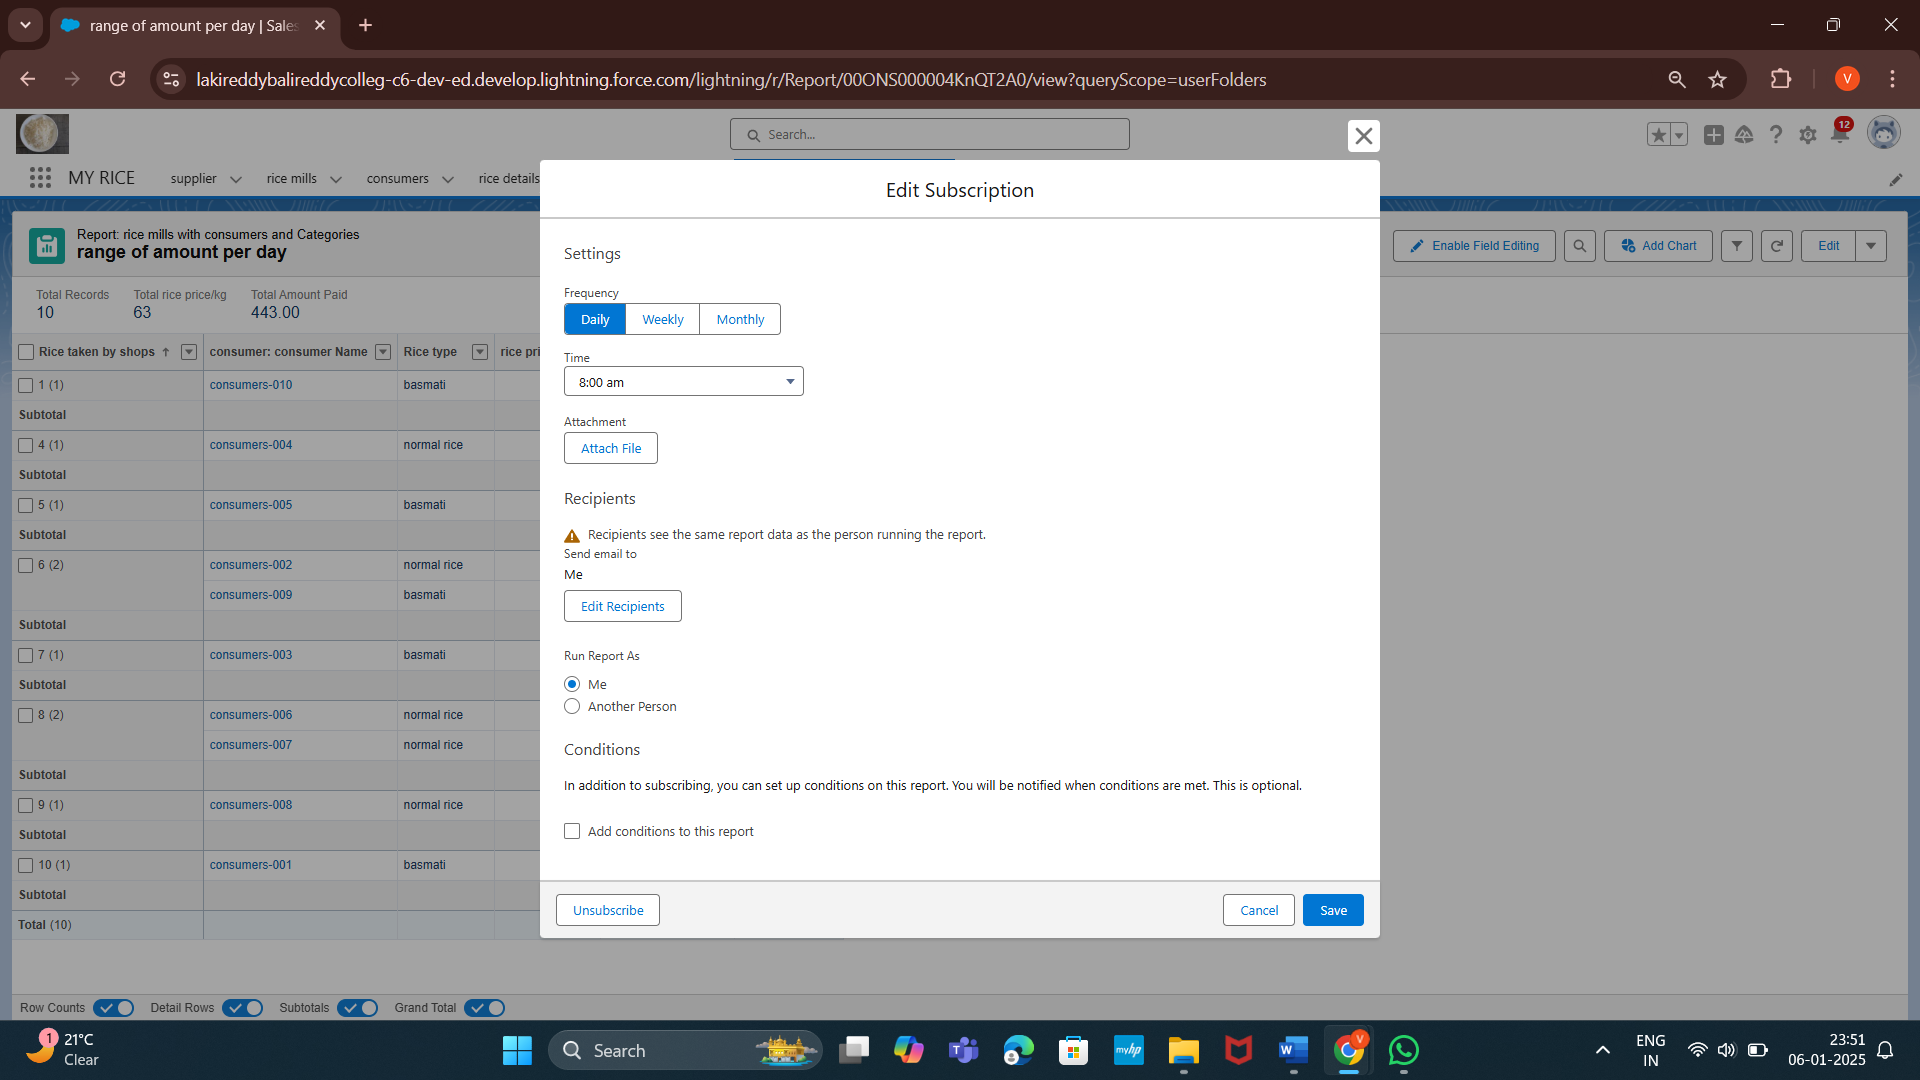 range of amount per day | Sales
lakireddybalireddycolleg-c6-dev-ed.develop.lightning.force.com/lightning/r/Report/00ONS000004KnQT2A0/view?queryScope=userFolders
V
Search...
12
MY RICE
supplier
rice mills
consumers
rice details
Edit Subscription
Report: rice mills with consumers and Categories
range of amount per day
Enable Field Editing
Add Chart
Edit
Total Records
10
Total rice price/kg
63
Total Amount Paid
443.00
Rice taken by shops ↑
consumer: consumer Name
Rice type
rice pri
1 (1)
consumers-010
basmati
Subtotal
4 (1)
consumers-004
normal rice
Subtotal
5 (1)
consumers-005
basmati
Subtotal
6 (2)
consumers-002
normal rice
consumers-009
basmati
Subtotal
7 (1)
consumers-003
basmati
Subtotal
8 (2)
consumers-006
normal rice
consumers-007
normal rice
Subtotal
9 (1)
consumers-008
normal rice
Subtotal
10 (1)
consumers-001
basmati
Subtotal
Total (10)
Settings
Frequency
Daily
Weekly
Monthly
Time
8:00 am
Attachment
Attach File
Recipients
Recipients see the same report data as the person running the report.
Send email to
Me
Edit Recipients
Run Report As
Me
Another Person
Conditions
In addition to subscribing, you can set up conditions on this report. You will be notified when conditions are met. This is optional.
Add conditions to this report
Unsubscribe
Cancel
Save
Row Counts
Detail Rows
Subtotals
Grand Total
1
21°C
Clear
Search
myhp
W
V
ENG
IN
23:51
06-01-2025